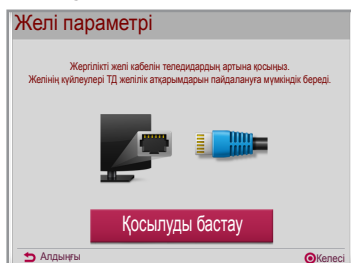 Желі параметрі
Жергілікті желі кабелін теледидардың артына қосыңыз.
Желінің күйлеулері ТД желілік атқарымдарын пайдалануға мүмкіндік береді.
Қосылуды бастау
Алдыңғы
Келесі